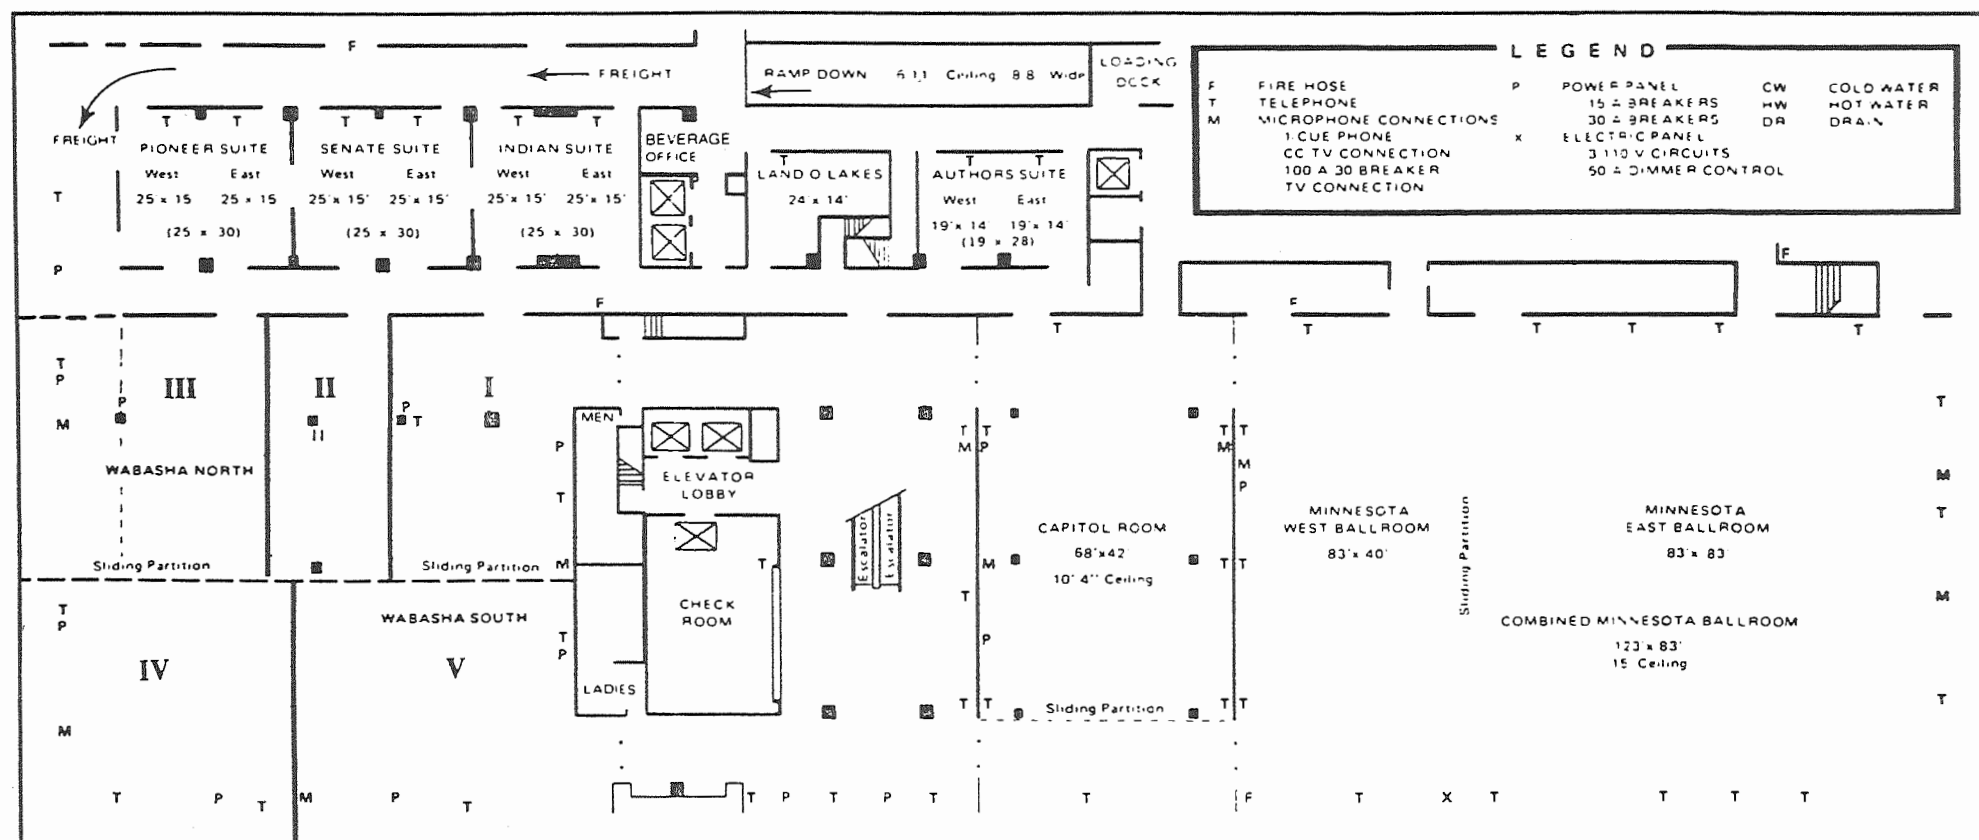 F
FREIGHT
FREIGHT
RAMP DOWN 6 11 Ceiling 8 8 Wide
LOADING
DOCK
LEGEND
F FIRE HOSE
T TELEPHONE
M MICROPHONE CONNECTIONS
1 CUE PHONE
CC TV CONNECTION
100 A 30 BREAKER
TV CONNECTION
P POWER PANEL
15 A BREAKERS
30 A BREAKERS
X ELECTRIC PANEL
3 110 V CIRCUITS
50 A DIMMER CONTROL
CW COLD WATER
HW HOT WATER
DR DRAIN
T T T T T T
PIONEER SUITE
West East
25' x 15 25 x 15
(25 x 30)
SENATE SUITE
West East
25' x 15' 25' x 15'
(25 x 30)
INDIAN SUITE
West East
25' x 15' 25' x 15'
(25 x 30)
BEVERAGE
OFFICE
T
LAND O LAKES
24' x 14'
T T
AUTHORS SUITE
West East
19' x 14' 19' x 14'
(19 x 28)
T
P
F
F
F
T T T T T T
T
P
M
III
P
WABASHA NORTH
Sliding Partition
II
II
P
T
I
Sliding Partition
P
T
M
MEN
ELEVATOR
LOBBY
CHECK
ROOM
T
LADIES
Escalator
Escalator
T T
M P
M
T
P
T T
CAPITOL ROOM
68' x 42'
10' 4" Ceiling
Sliding Partition
T T
M M
P
T T
T T
MINNESOTA
WEST BALLROOM
83' x 40'
Sliding Partition
MINNESOTA
EAST BALLROOM
83' x 83'
COMBINED MINNESOTA BALLROOM
123' x 83'
15' Ceiling
T
M
T
M
T
T
P
IV
M
WABASHA SOUTH
V
T
P
T P T M P T T P T P T T F T X T T T T